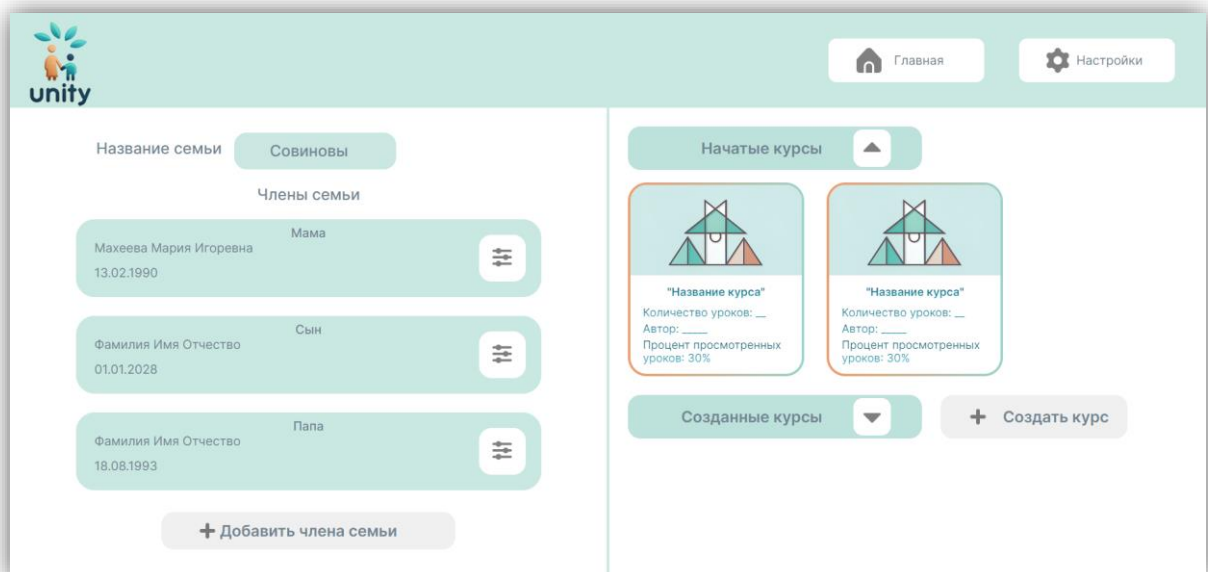 unity
Главная
Настройки
Название семьи
Совиновы
Члены семьи
Мама
Махеева Мария Игоревна
13.02.1990
Сын
Фамилия Имя Отчество
01.01.2028
Папа
Фамилия Имя Отчество
18.08.1993
+ Добавить члена семьи
Начатые курсы
"Название курса"
Количество уроков: __
Автор: ____
Процент просмотренных
уроков: 30%
"Название курса"
Количество уроков: __
Автор: ____
Процент просмотренных
уроков: 30%
Созданные курсы
+ Создать курс